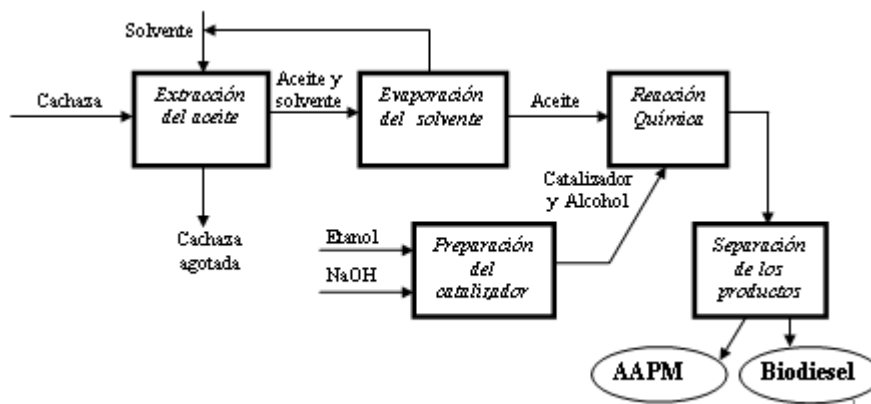 Solvente
Cachaza
Extracción
del aceite
Aceite y
solvente
Evaporación
del solvente
Aceite
Reacción
Química
Catalizador
y Alcohol
Cachaza
agotada
Etanol
NaOH
Preparación
del
catalizador
Separación
de los
productos
AAPM
Biodiesel